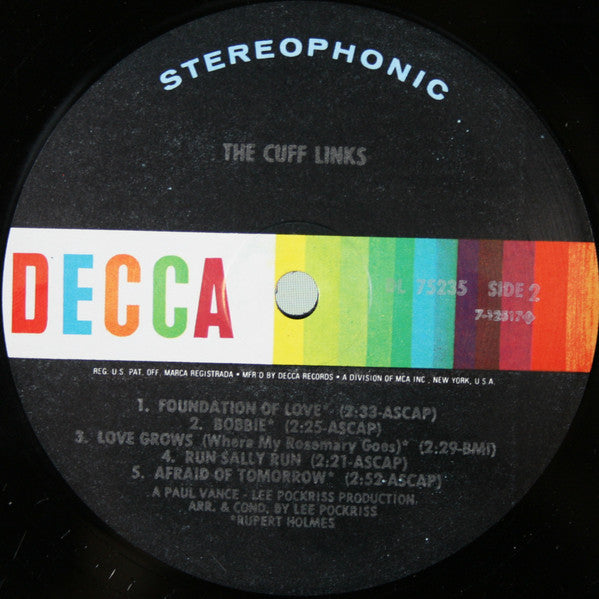 STEREOPHONIC
THE CUFF LINKS
DECCA
DL 75235 SIDE 2
7-12517
REG. U.S. PAT. OFF. MARCA REGISTRADA • MFR'D BY DECCA RECORDS • A DIVISION OF MCA INC., NEW YORK, U.S.A.
1. FOUNDATION OF LOVE* (2:33-ASCAP)
2. BOBBIE* (2:25-ASCAP)
3. LOVE GROWS (Where My Rosemary Goes)* (2:29-BMI)
4. RUN SALLY RUN (2:21-ASCAP)
5. AFRAID OF TOMORROW* (2:52-ASCAP)
A PAUL VANCE - LEE POCKRISS PRODUCTION.
ARR. & COND. BY LEE POCKRISS
*RUPERT HOLMES